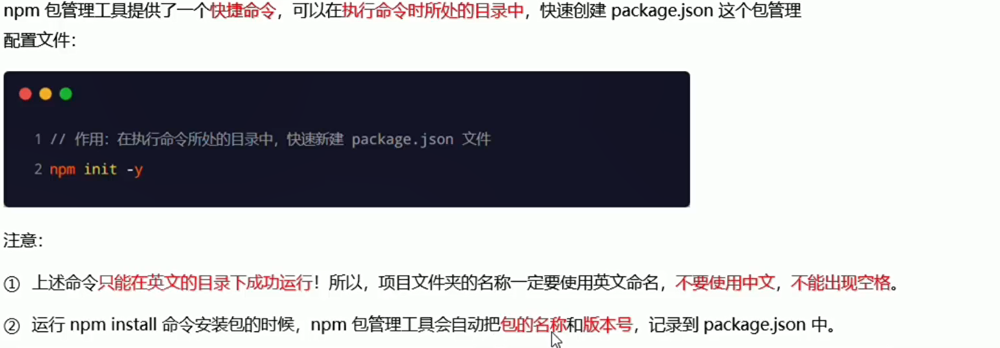 npm 包管理工具提供了一个快捷命令，可以在执行命令时所处的目录中，快速创建 package.json 这个包管理
配置文件：
1 // 作用：在执行命令所处的目录中，快速新建 package.json 文件
2 npm init -y
注意：
① 上述命令只能在英文的目录下成功运行！所以，项目文件夹的名称一定要使用英文命名，不要使用中文，不能出现空格。
② 运行 npm install 命令安装包的时候，npm 包管理工具会自动把包的名称和版本号，记录到 package.json 中。